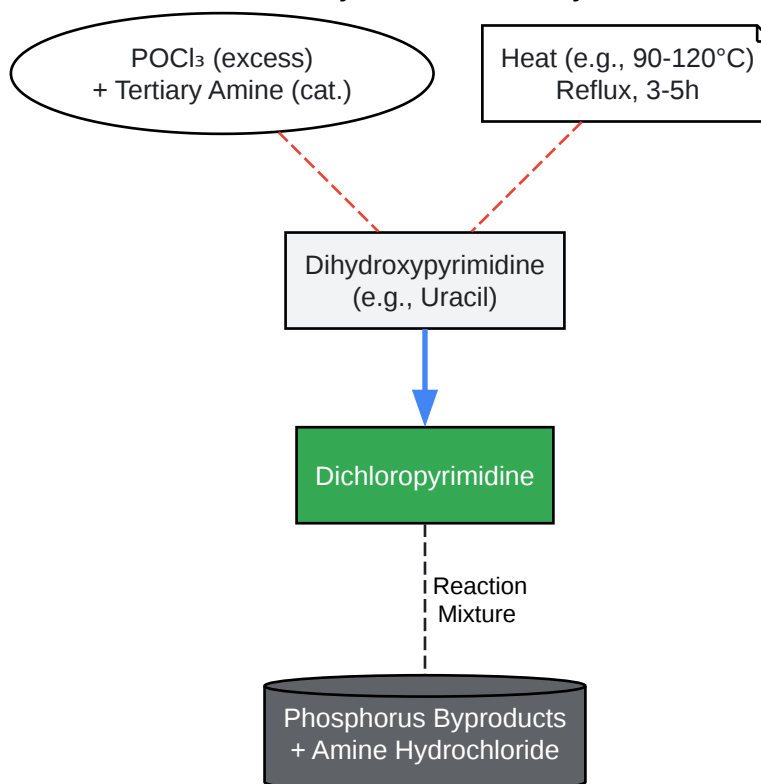 POCl₃ (excess)
+ Tertiary Amine (cat.)
Heat (e.g., 90-120°C)
Reflux, 3-5h
Dihydroxypyrimidine
(e.g., Uracil)
Dichloropyrimidine
Reaction
Mixture
Phosphorus Byproducts
+ Amine Hydrochloride